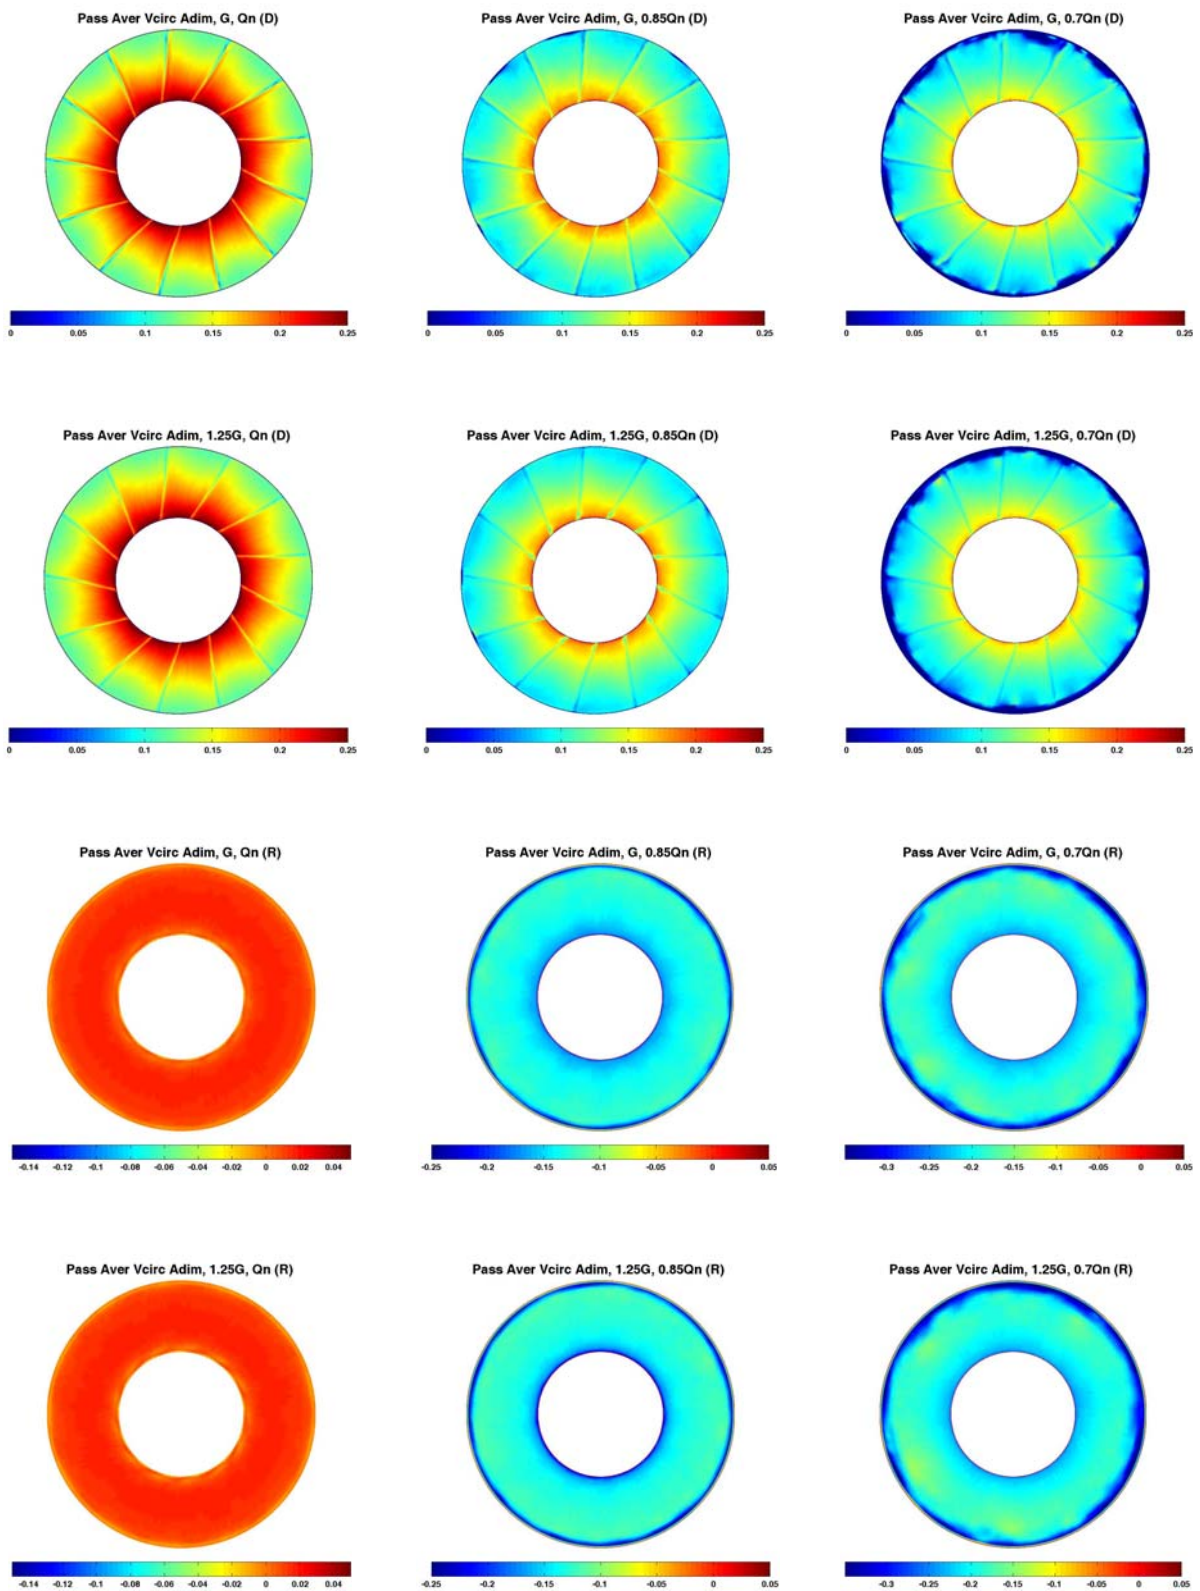 Pass Aver Vcirc Adim, G, Qn (D)
Pass Aver Vcirc Adim, G, 0.85Qn (D)
Pass Aver Vcirc Adim, G, 0.7Qn (D)
0 0.05 0.1 0.15 0.2 0.25
0 0.05 0.1 0.15 0.2 0.25
0 0.05 0.1 0.15 0.2 0.25
Pass Aver Vcirc Adim, 1.25G, Qn (D)
Pass Aver Vcirc Adim, 1.25G, 0.85Qn (D)
Pass Aver Vcirc Adim, 1.25G, 0.7Qn (D)
0 0.05 0.1 0.15 0.2 0.25
0 0.05 0.1 0.15 0.2 0.25
0 0.05 0.1 0.15 0.2 0.25
Pass Aver Vcirc Adim, G, Qn (R)
Pass Aver Vcirc Adim, G, 0.85Qn (R)
Pass Aver Vcirc Adim, G, 0.7Qn (R)
-0.14 -0.12 -0.1 -0.08 -0.06 -0.04 -0.02 0 0.02 0.04
-0.25 -0.2 -0.15 -0.1 -0.05 0 0.05
-0.3 -0.25 -0.2 -0.15 -0.1 -0.05 0 0.05
Pass Aver Vcirc Adim, 1.25G, Qn (R)
Pass Aver Vcirc Adim, 1.25G, 0.85Qn (R)
Pass Aver Vcirc Adim, 1.25G, 0.7Qn (R)
-0.14 -0.12 -0.1 -0.08 -0.06 -0.04 -0.02 0 0.02 0.04
-0.25 -0.2 -0.15 -0.1 -0.05 0 0.05
-0.3 -0.25 -0.2 -0.15 -0.1 -0.05 0 0.05